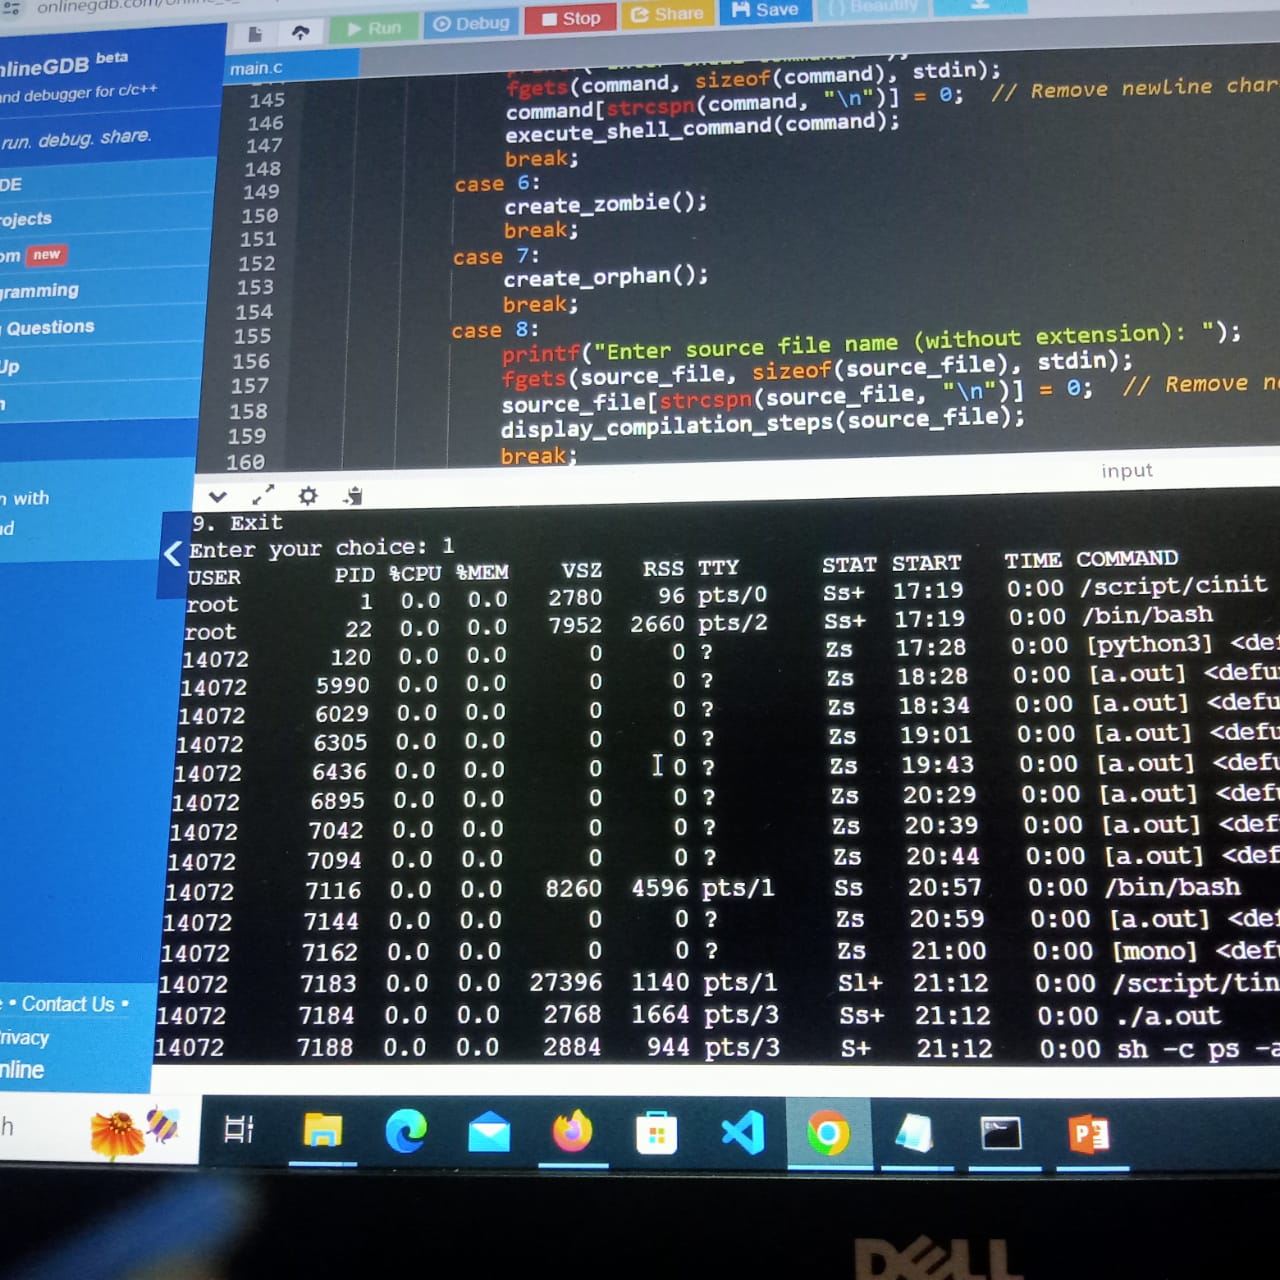 Run Debug Stop Share Save Beautify
onlineGDB beta
and debugger for c/c++
run. debug. share.
new
Questions
Contact Us •
main.c
145 fgets(command, sizeof(command), stdin);
146 command[strcspn(command, "\n")] = 0; // Remove newline char
147 execute_shell_command(command);
148 break;
149 case 6:
150 create_zombie();
151 break;
152 case 7:
153 create_orphan();
154 break;
155 case 8:
156 printf("Enter source file name (without extension): ");
157 fgets(source_file, sizeof(source_file), stdin);
158 source_file[strcspn(source_file, "\n")] = 0; // Remove ne
159 display_compilation_steps(source_file);
160 break;
input
9. Exit
Enter your choice: 1
USER PID %CPU %MEM VSZ RSS TTY STAT START TIME COMMAND
root 1 0.0 0.0 2780 96 pts/0 Ss+ 17:19 0:00 /script/cinit
root 22 0.0 0.0 7952 2660 pts/2 Ss+ 17:19 0:00 /bin/bash
14072 120 0.0 0.0 0 0 ? Zs 17:28 0:00 [python3] <de
14072 5990 0.0 0.0 0 0 ? Zs 18:28 0:00 [a.out] <defu
14072 6029 0.0 0.0 0 0 ? Zs 18:34 0:00 [a.out] <defu
14072 6305 0.0 0.0 0 0 ? Zs 19:01 0:00 [a.out] <defu
14072 6436 0.0 0.0 0 0 ? Zs 19:43 0:00 [a.out] <defu
14072 6895 0.0 0.0 0 0 ? Zs 20:29 0:00 [a.out] <def
14072 7042 0.0 0.0 0 0 ? Zs 20:39 0:00 [a.out] <def
14072 7094 0.0 0.0 0 0 ? Zs 20:44 0:00 [a.out] <def
14072 7116 0.0 0.0 8260 4596 pts/1 Ss 20:57 0:00 /bin/bash
14072 7144 0.0 0.0 0 0 ? Zs 20:59 0:00 [a.out] <de
14072 7162 0.0 0.0 0 0 ? Zs 21:00 0:00 [mono] <def
14072 7183 0.0 0.0 27396 1140 pts/1 Sl+ 21:12 0:00 /script/tin
14072 7184 0.0 0.0 2768 1664 pts/3 Ss+ 21:12 0:00 ./a.out
14072 7188 0.0 0.0 2884 944 pts/3 S+ 21:12 0:00 sh -c ps -a
DELL